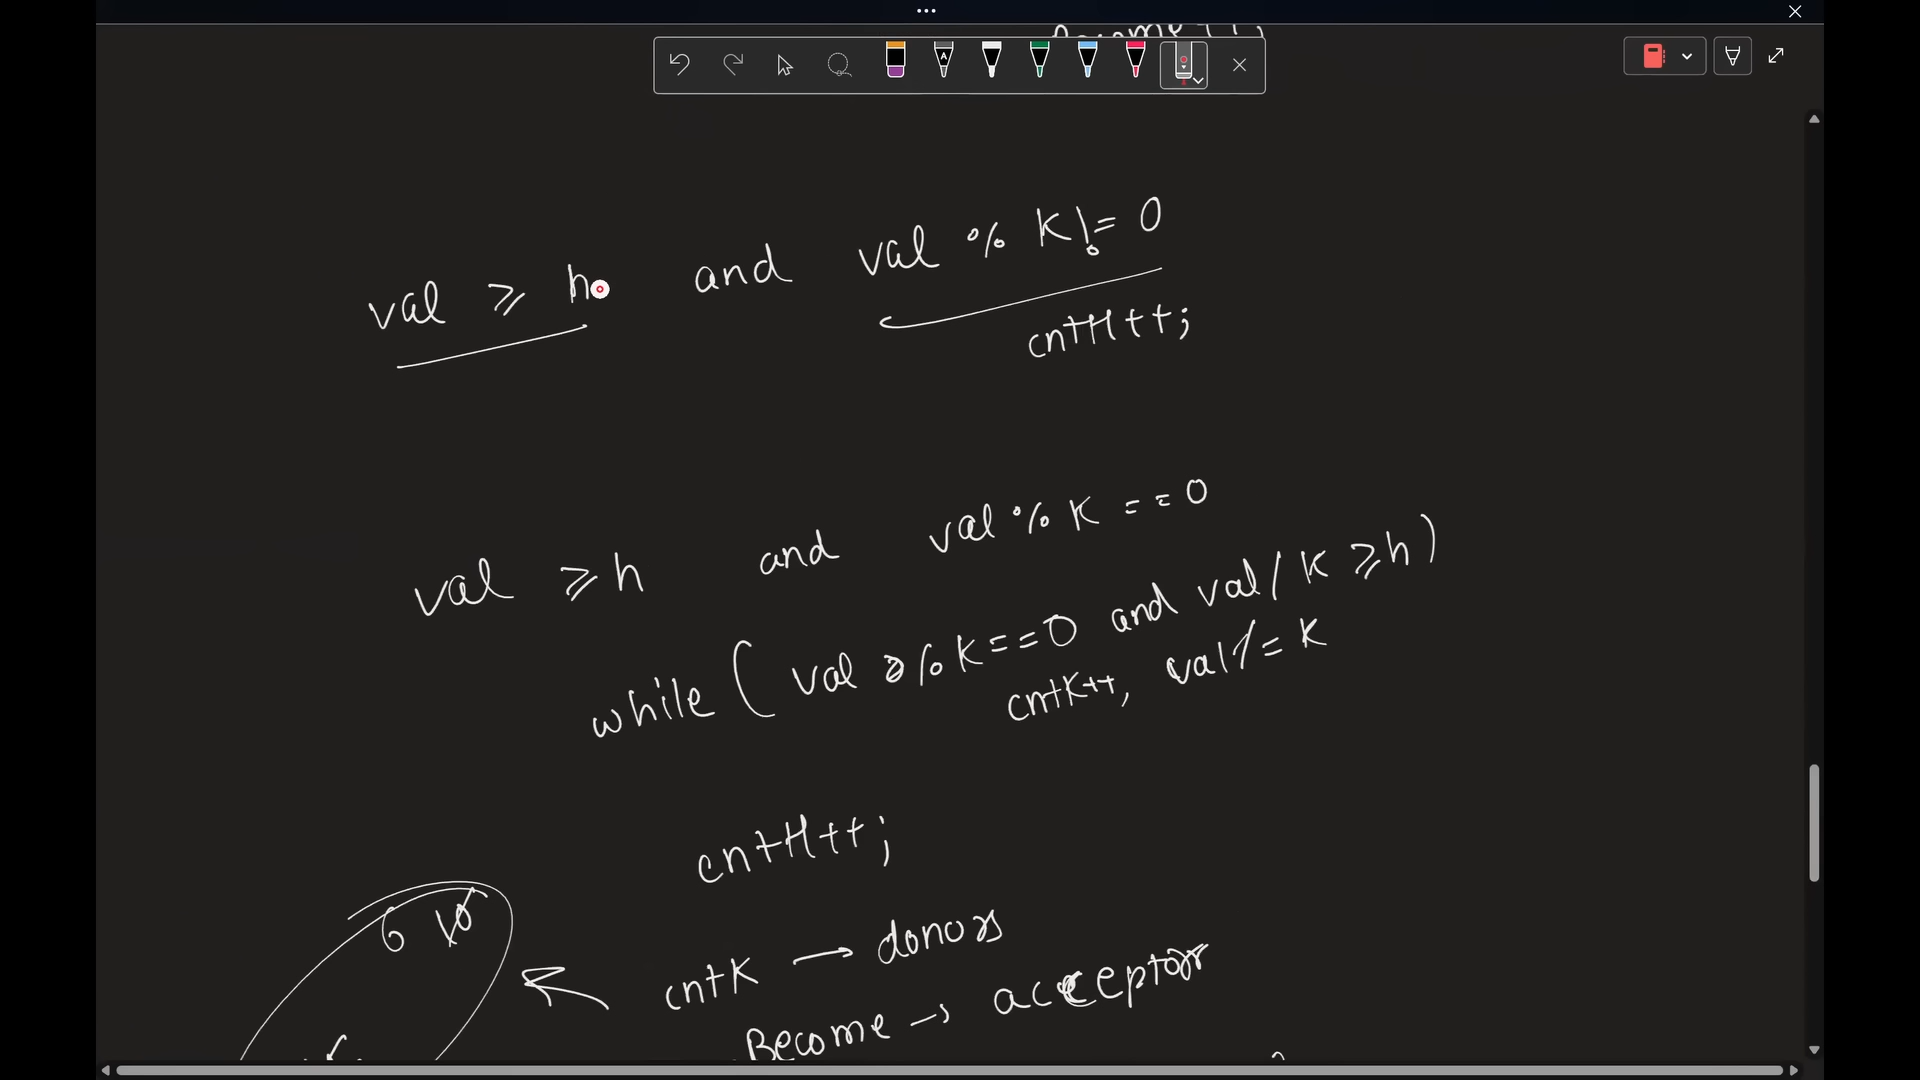 val ≥ h and val % K != 0
cntH++;
val ≥ h and val % K == 0
while ( val % K == 0 and val / K ≥ h )
cntK++, val /= K
cntH++;
6 10
cntK → donors
Become → acceptor